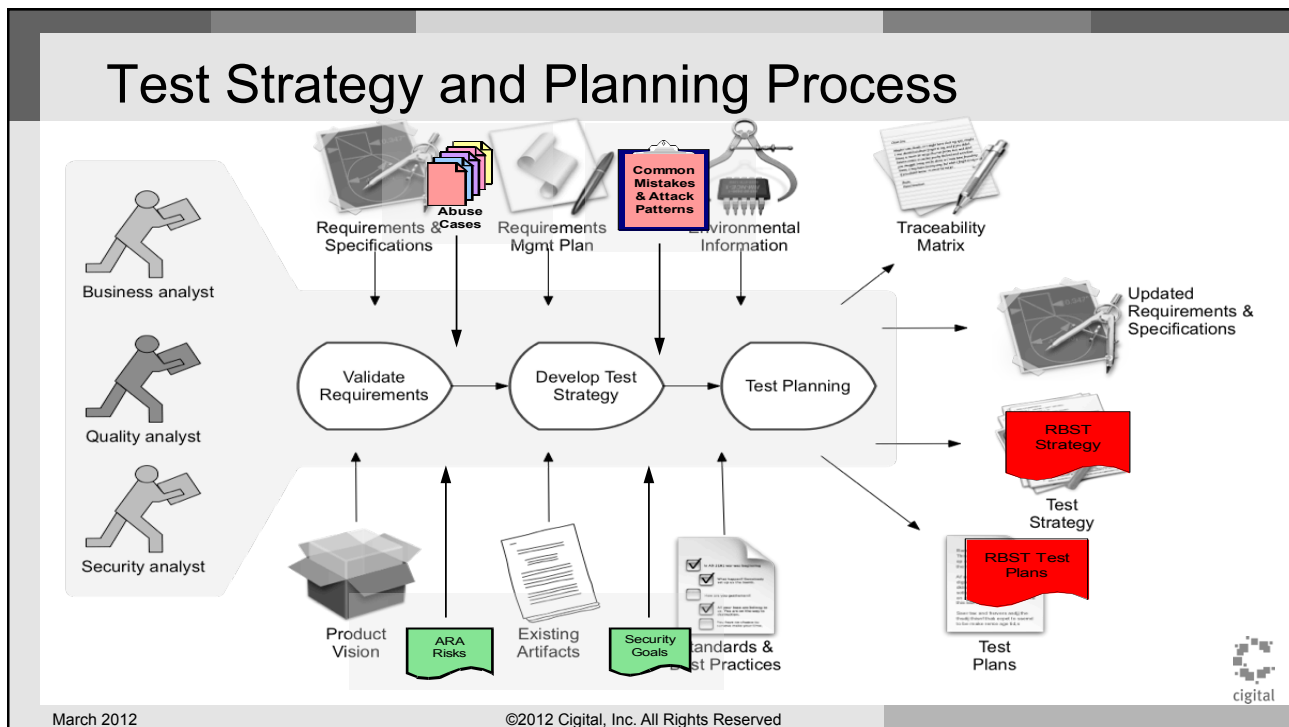 Test Strategy and Planning Process
Business analyst
Quality analyst
Security analyst
Requirements &
Specifications
Abuse
Cases
Requirements
Mgmt Plan
Common
Mistakes
& Attack
Patterns
Environmental
Information
Traceability
Matrix
Updated
Requirements &
Specifications
Validate
Requirements
Develop Test
Strategy
Test Planning
RBST
Strategy
Test
Strategy
RBST Test
Plans
Test
Plans
Product
Vision
ARA
Risks
Existing
Artifacts
Security
Goals
Standards &
Best Practices
cigital
March 2012
©2012 Cigital, Inc. All Rights Reserved